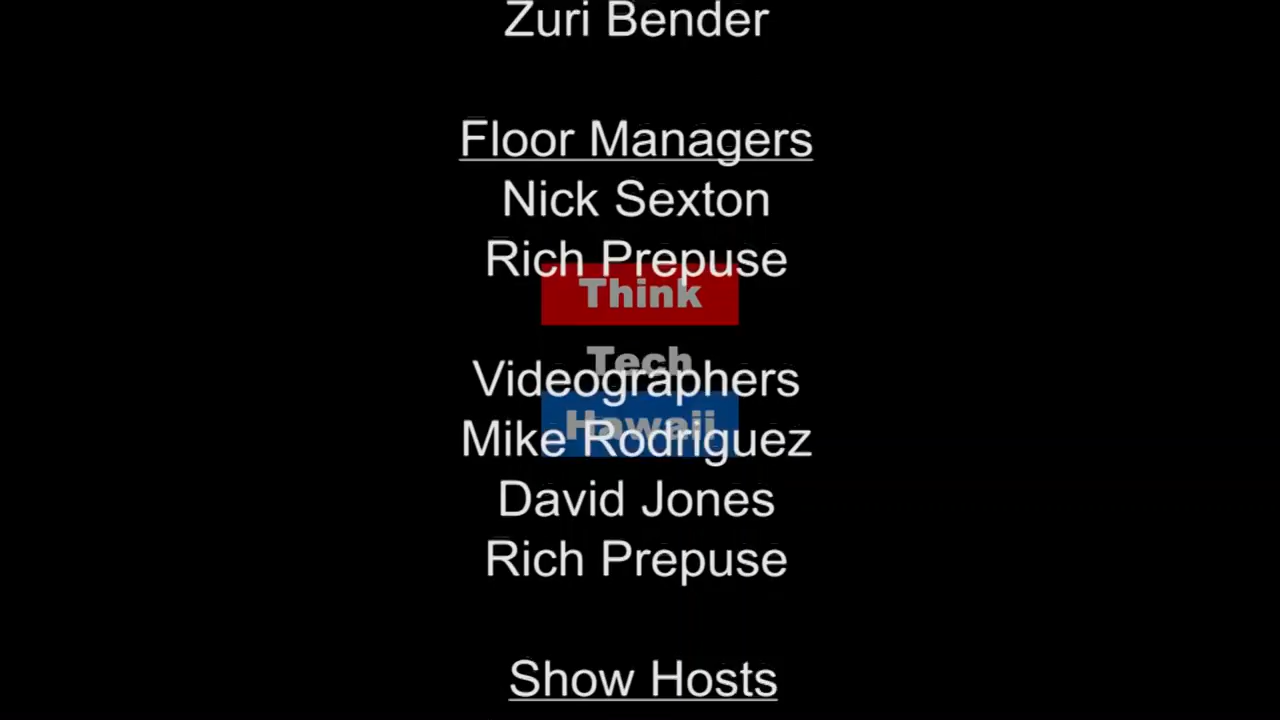 Zuri Bender
Floor Managers
Nick Sexton
Rich Prepuse
Think
Tech
Videographers
Hawaii
Mike Rodriguez
David Jones
Rich Prepuse
Show Hosts